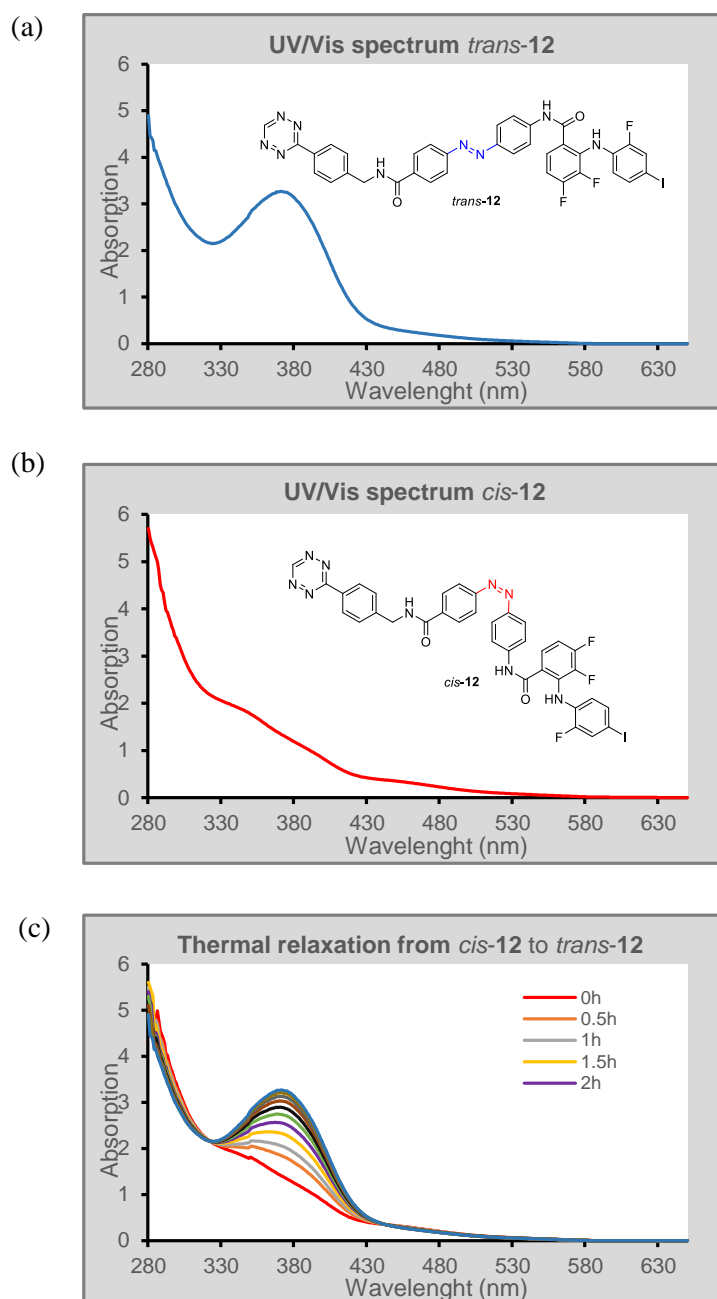 (a)
UV/Vis spectrum trans-12
6
5
4
3
2
1
0
Absorption
280 330 380 430 480 530 580 630
Wavelenght (nm)
N N
N N
N
H
O
N
N
H
N
O
H
N
F
F
F
I
trans-12
(b)
UV/Vis spectrum cis-12
6
5
4
3
2
1
0
Absorption
280 330 380 430 480 530 580 630
Wavelenght (nm)
N N
N N
NH
O
N N
NH
O
F
F
HN
F
I
cis-12
(c)
Thermal relaxation from cis-12 to trans-12
6
5
4
3
2
1
0
Absorption
0h
0.5h
1h
1.5h
2h
280 330 380 430 480 530 580 630
Wavelenght (nm)